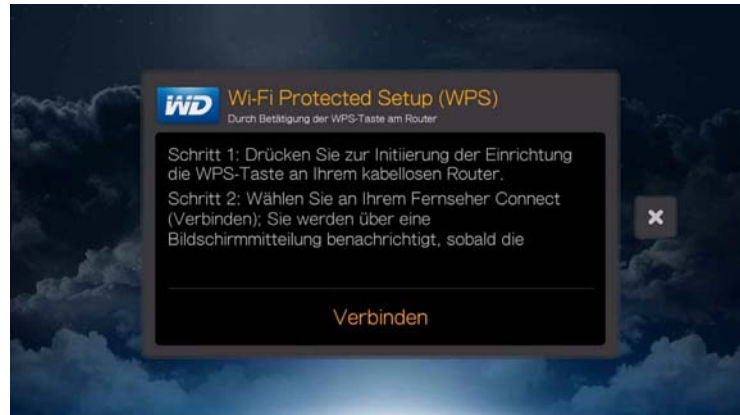 WD Wi-Fi Protected Setup (WPS)
Durch Betätigung der WPS-Taste am Router
Schritt 1: Drücken Sie zur Initiierung der Einrichtung
die WPS-Taste an Ihrem kabellosen Router.
Schritt 2: Wählen Sie an Ihrem Fernseher Connect
(Verbinden); Sie werden über eine
Bildschirmmitteilung benachrichtigt, sobald die
Verbinden